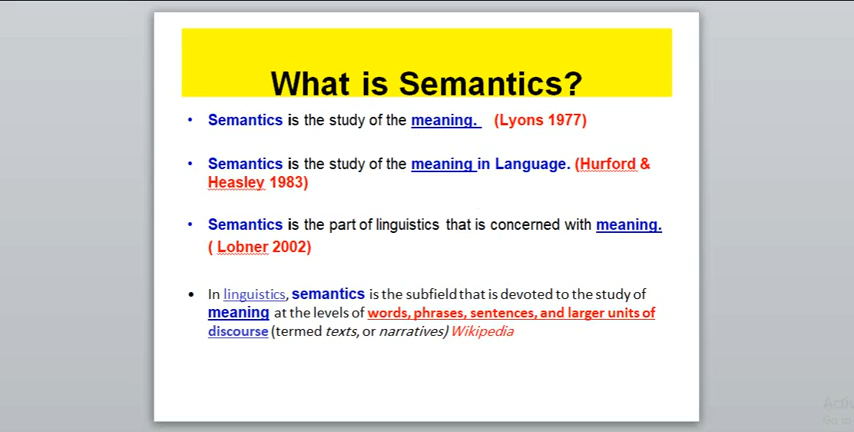 What is Semantics?
• Semantics is the study of the meaning. (Lyons 1977)
• Semantics is the study of the meaning in Language. (Hurford &
Heasley 1983)
• Semantics is the part of linguistics that is concerned with meaning.
( Lobner 2002)
• In linguistics, semantics is the subfield that is devoted to the study of
meaning at the levels of words, phrases, sentences, and larger units of
discourse (termed texts, or narratives) Wikipedia
Go to